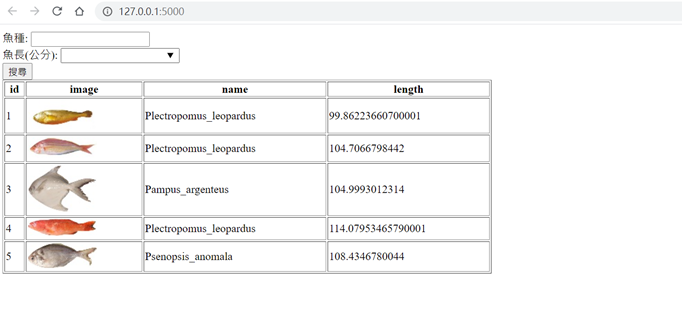 127.0.0.1:5000
魚種:
魚長(公分):
搜尋
id image name length
1 Plectropomus_leopardus 99.86223660700001
2 Plectropomus_leopardus 104.7066798442
3 Pampus_argenteus 104.9993012314
4 Plectropomus_leopardus 114.07953465790001
5 Psenopsis_anomala 108.4346780044